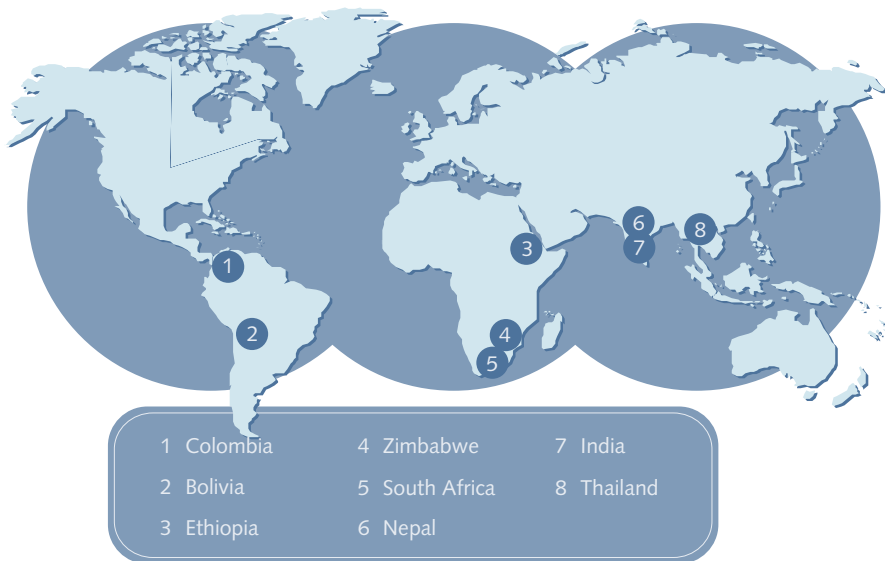 6
8
3
7
1
4
2
5
1 Colombia
2 Bolivia
3 Ethiopia
4 Zimbabwe
5 South Africa
6 Nepal
7 India
8 Thailand